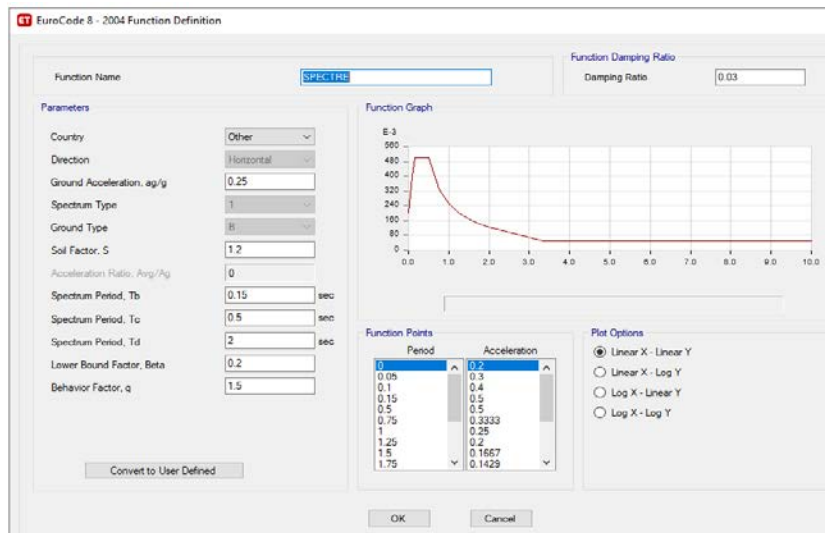 ET EuroCode 8 - 2004 Function Definition
Function Name SPECTRE
Function Damping Ratio
Damping Ratio 0.03
Parameters
Country Other
Direction Horizontal
Ground Acceleration, ag/g 0.25
Spectrum Type 1
Ground Type B
Soil Factor, S 1.2
Acceleration Ratio, Avg/Ag 0
Spectrum Period, Tb 0.15 sec
Spectrum Period, Tc 0.5 sec
Spectrum Period, Td 2 sec
Lower Bound Factor, Beta 0.2
Behavior Factor, q 1.5
Convert to User Defined
Function Graph
E-3
560
480
400
320
240
160
80
0
0.0 1.0 2.0 3.0 4.0 5.0 6.0 7.0 8.0 9.0 10.0
Function Points
Period Acceleration
0 0.2
0.05 0.3
0.1 0.4
0.15 0.5
0.5 0.5
0.75 0.3333
1 0.25
1.25 0.2
1.5 0.1667
1.75 0.1429
Plot Options
Linear X - Linear Y
Linear X - Log Y
Log X - Linear Y
Log X - Log Y
OK Cancel